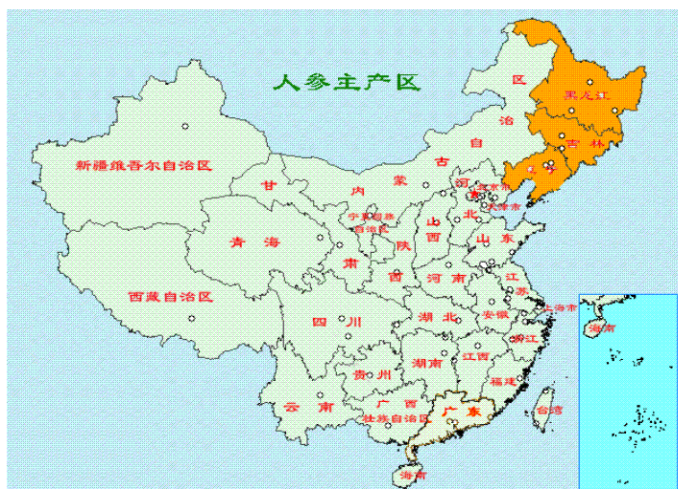 人参主产区
黑龙江
吉林
辽宁
内蒙古自治区
新疆维吾尔自治区
甘肃
青海
宁夏回族
自治区
陕西
山西
河北
北京市
天津市
山东
河南
江苏
上海市
安徽
浙江
湖北
四川
西藏自治区
湖南
江西
贵州
福建
云南
广西
壮族自治区
广东
台湾
海南
海南